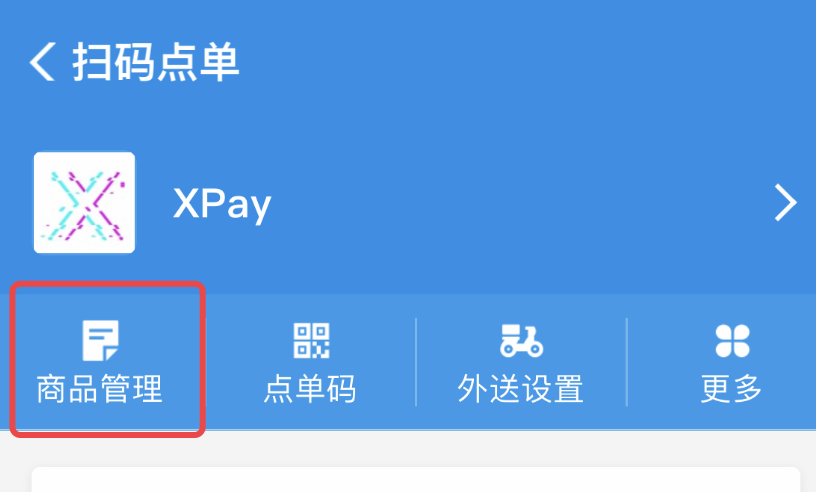 扫码点单
XPay
商品管理
点单码
外送设置
更多